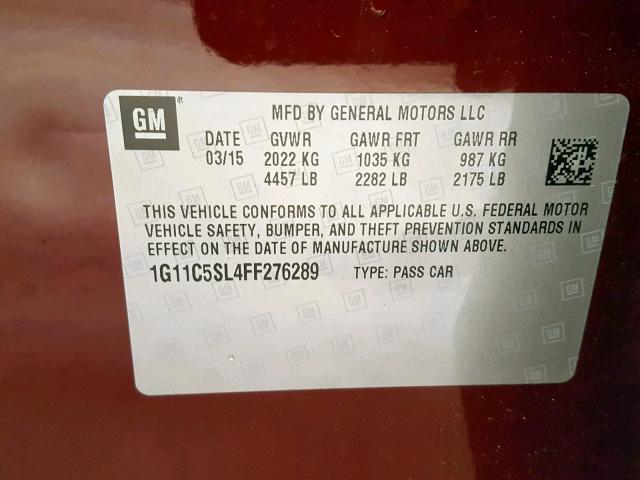 GM ®
MFD BY GENERAL MOTORS LLC
DATE GVWR GAWR FRT GAWR RR
03/15 2022 KG 1035 KG 987 KG
4457 LB 2282 LB 2175 LB
THIS VEHICLE CONFORMS TO ALL APPLICABLE U.S. FEDERAL MOTOR
VEHICLE SAFETY, BUMPER, AND THEFT PREVENTION STANDARDS IN
EFFECT ON THE DATE OF MANUFACTURE SHOWN ABOVE.
1G11C5SL4FF276289 TYPE: PASS CAR